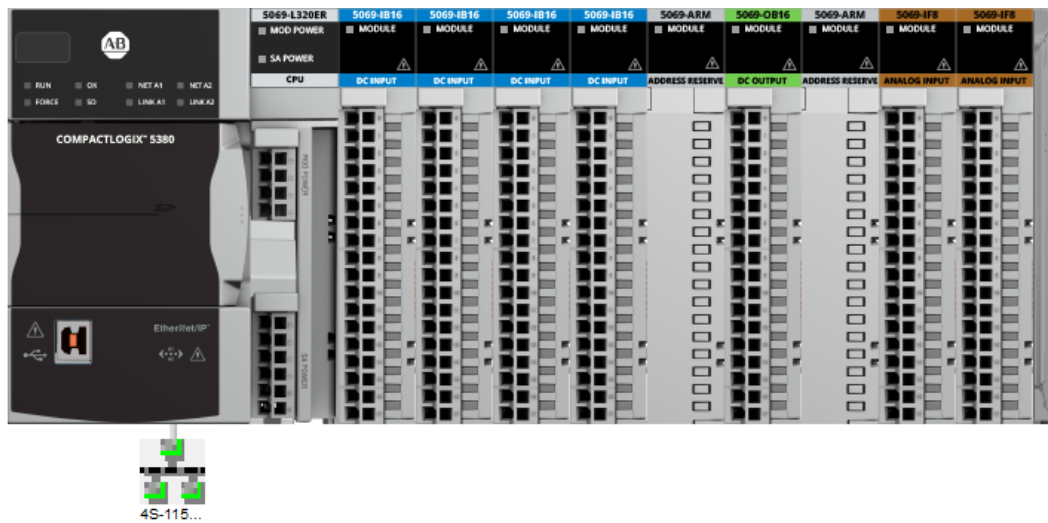 5069-L320ER 5069-IB16 5069-IB16 5069-IB16 5069-IB16 5069-ARM 5069-OB16 5069-ARM 5069-IF8 5069-IF8
MOD POWER MODULE MODULE MODULE MODULE MODULE MODULE MODULE MODULE MODULE
AB
SA POWER
CPU DC INPUT DC INPUT DC INPUT DC INPUT ADDRESS RESERVE DC OUTPUT ADDRESS RESERVE ANALOG INPUT ANALOG INPUT
RUN OK NET A1 NET A2
FORCE SD LINK A1 LINK A2
COMPACTLOGIX™ 5380
MOD POWER
EtherNet/IP™
SA POWER
4S-115...